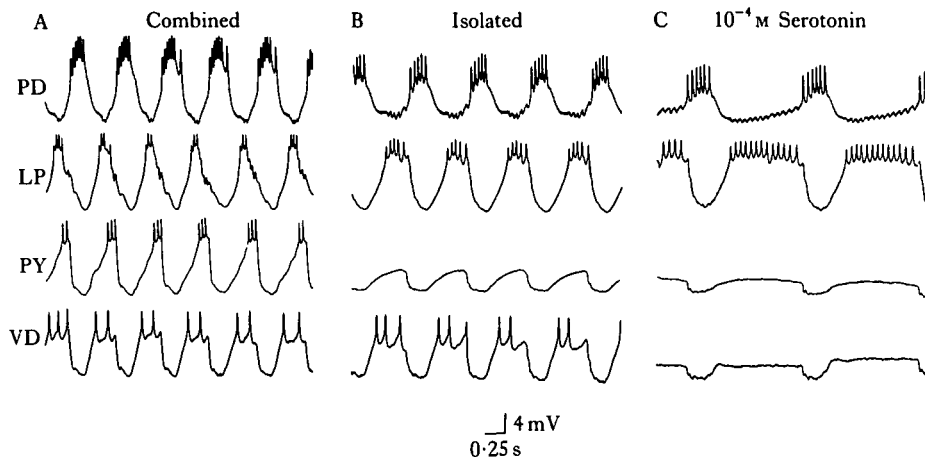 A Combined
B Isolated
C 10⁻⁴ M Serotonin
PD
LP
PY
VD
4 mV
0·25 s